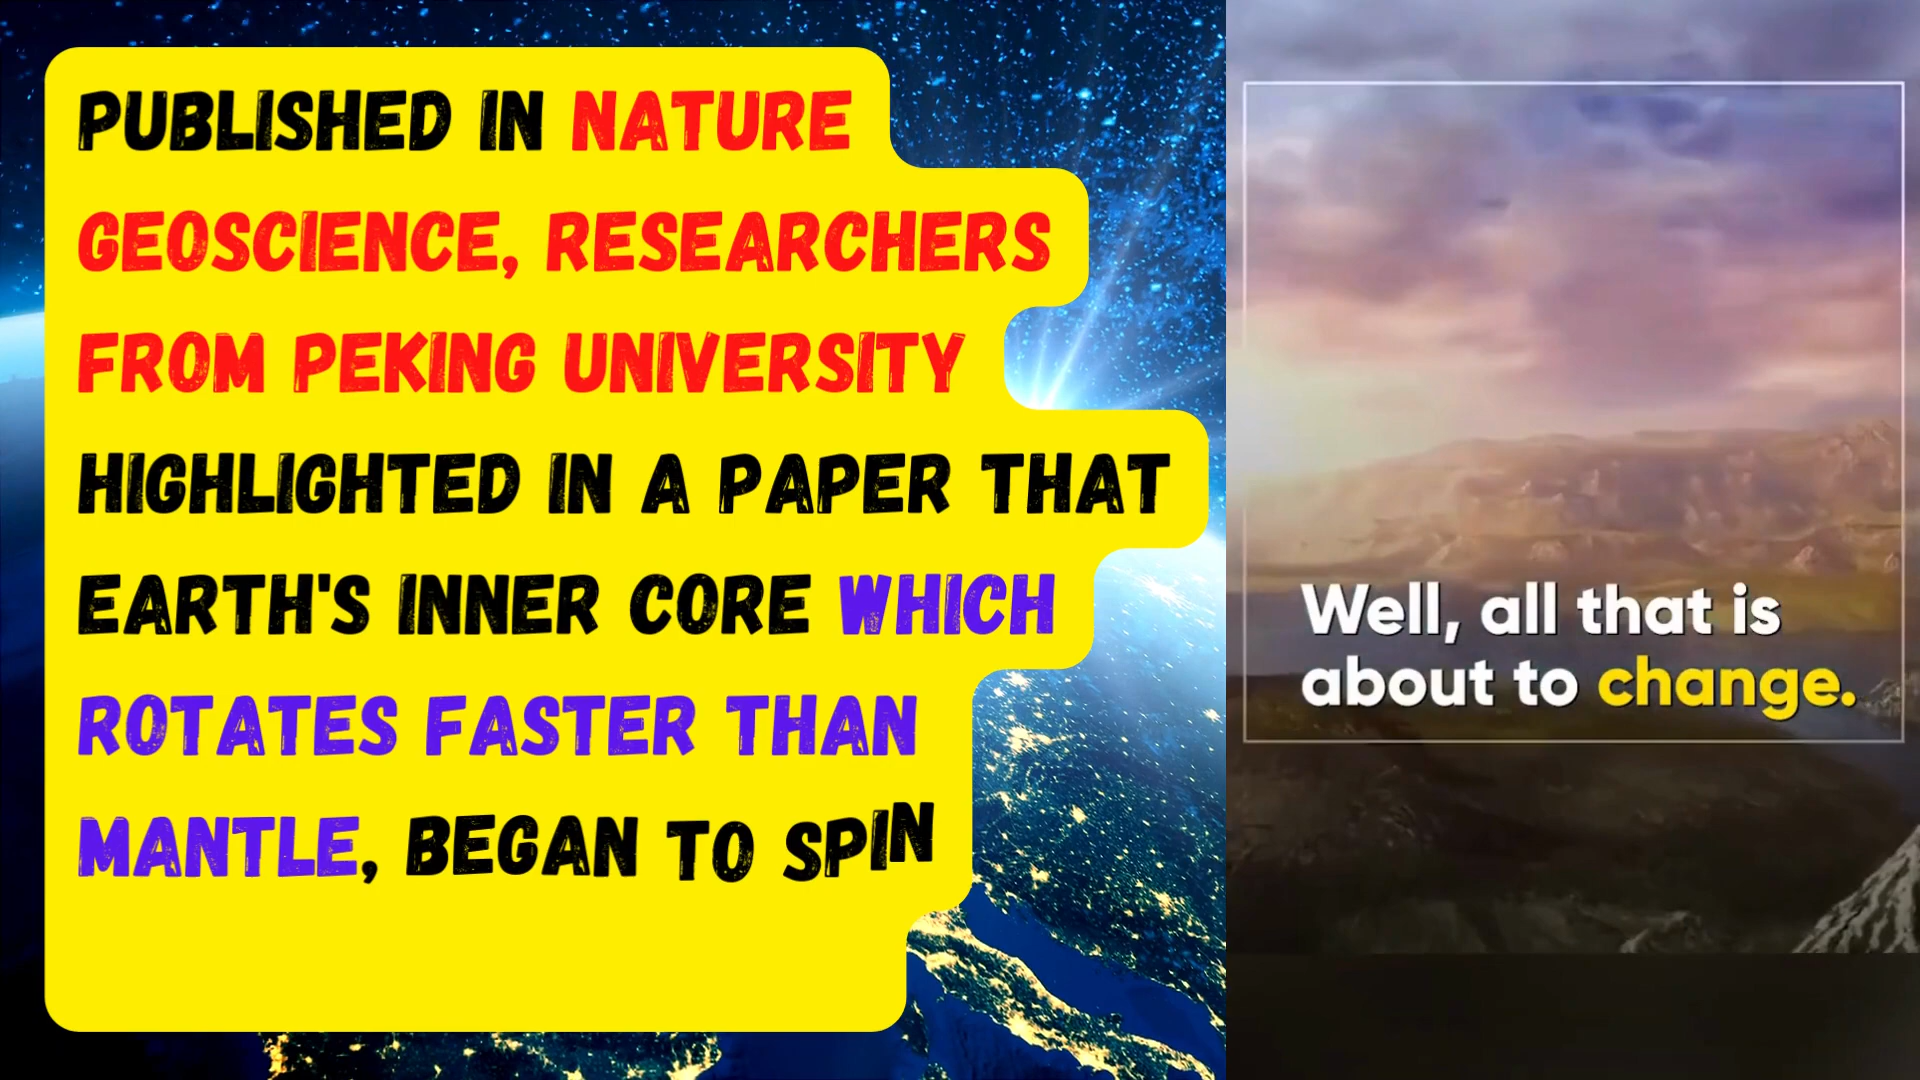 PUBLISHED IN NATURE
GEOSCIENCE, RESEARCHERS
FROM PEKING UNIVERSITY
HIGHLIGHTED IN A PAPER THAT
EARTH'S INNER CORE WHICH
ROTATES FASTER THAN
MANTLE, BEGAN TO SPIN
Well, all that is
about to change.